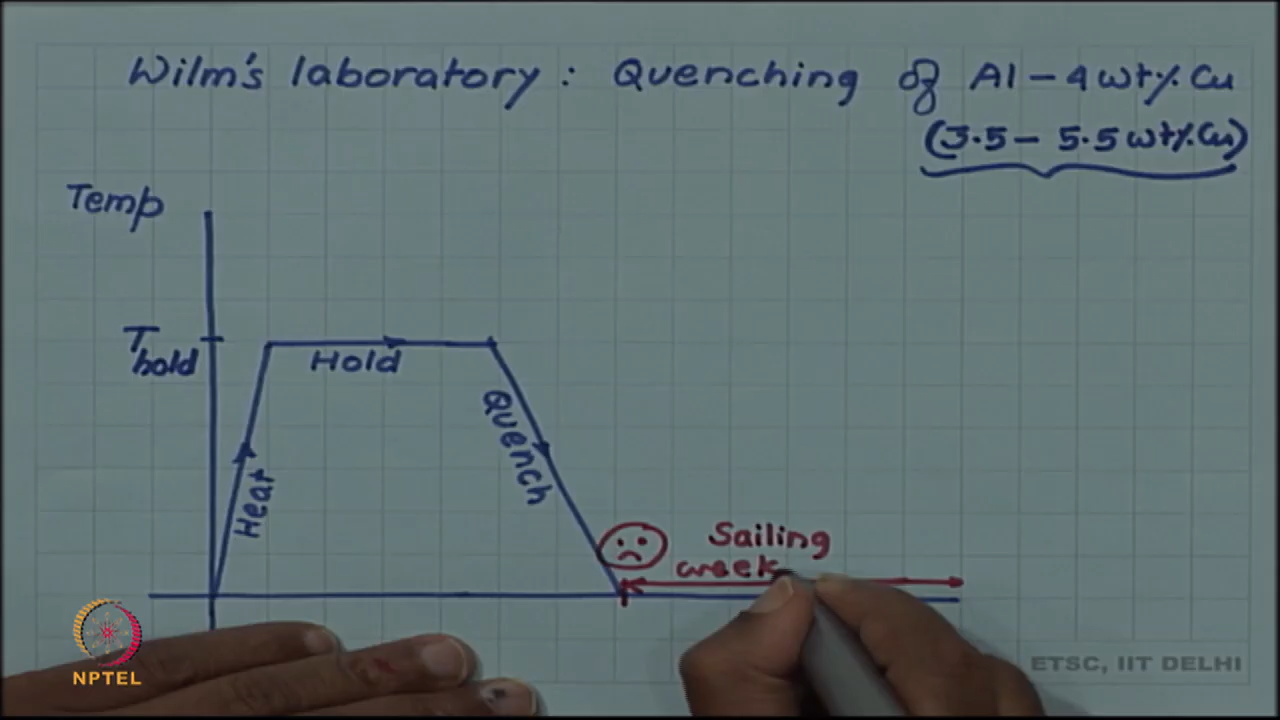 Wilm's laboratory : Quenching of Al - 4 wt% Cu
(3.5 - 5.5 wt% Cu)
Temp
T hold
Hold
Heat
Quench
Sailing
week
NPTEL
ETSC, IIT DELHI